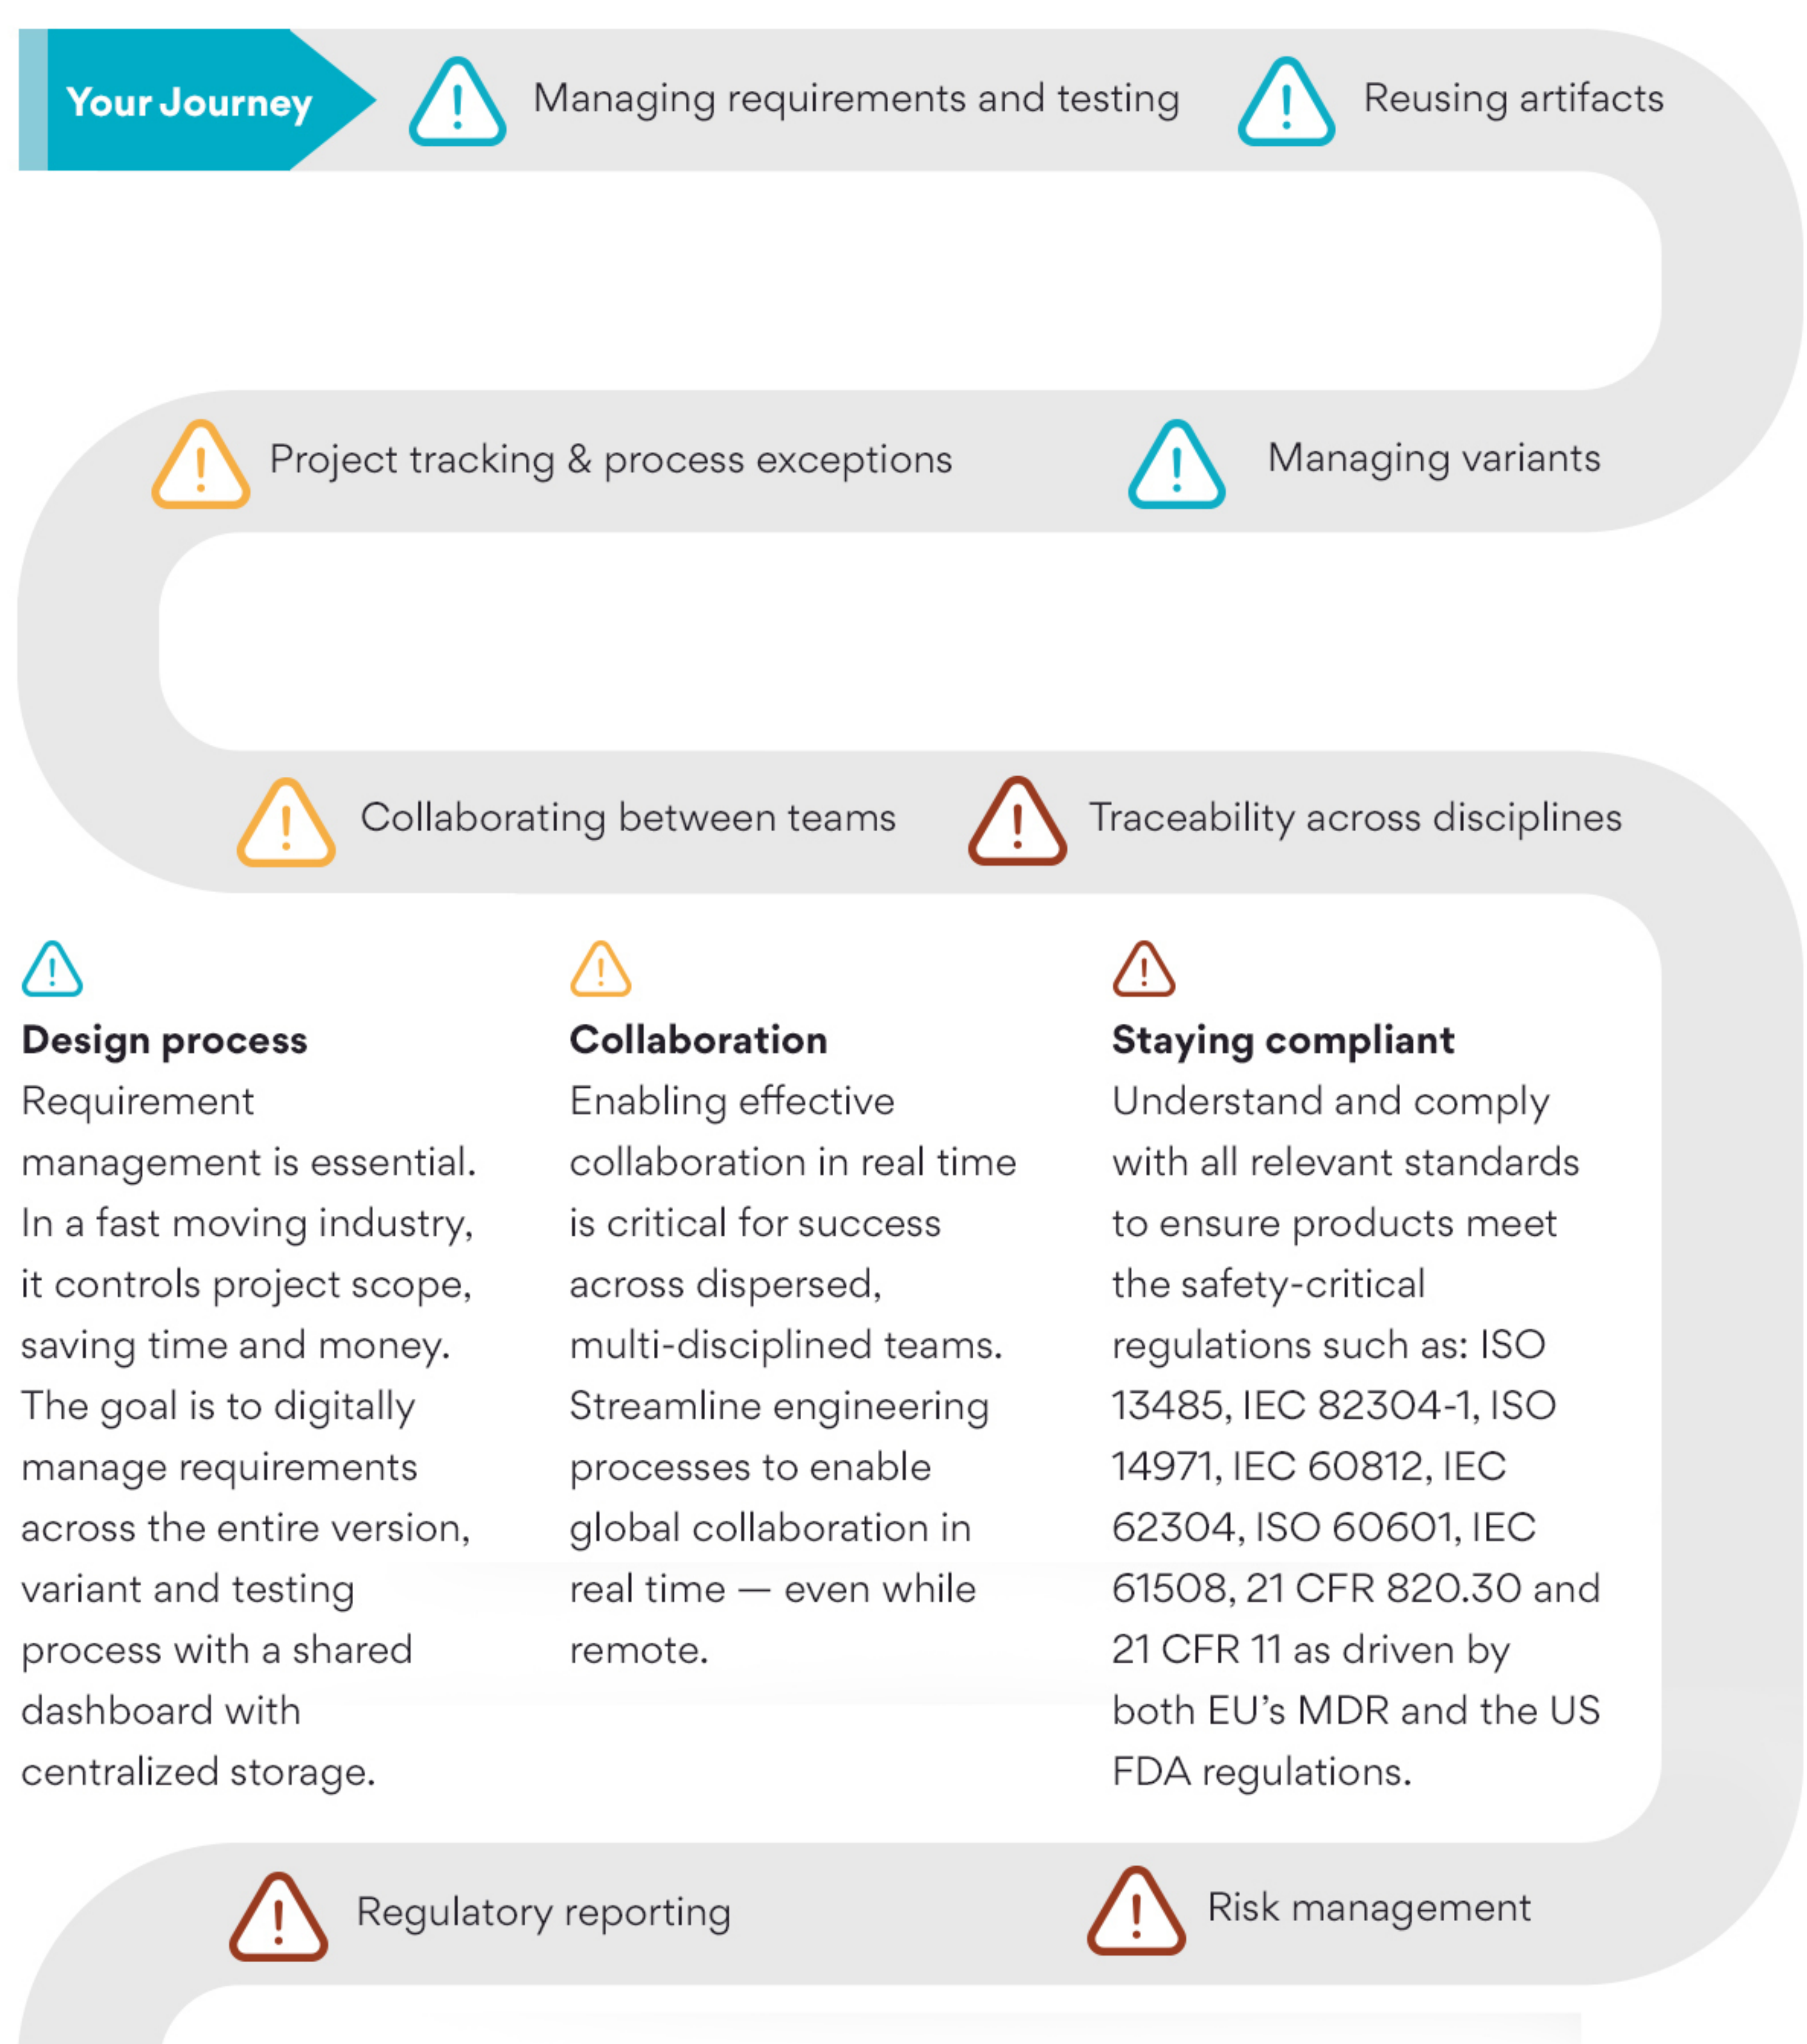 Your Journey
Managing requirements and testing
Reusing artifacts
Project tracking & process exceptions
Managing variants
Collaborating between teams
Traceability across disciplines
Design process
Requirement
management is essential.
In a fast moving industry,
it controls project scope,
saving time and money.
The goal is to digitally
manage requirements
across the entire version,
variant and testing
process with a shared
dashboard with
centralized storage.
Collaboration
Enabling effective
collaboration in real time
is critical for success
across dispersed,
multi-disciplined teams.
Streamline engineering
processes to enable
global collaboration in
real time — even while
remote.
Staying compliant
Understand and comply
with all relevant standards
to ensure products meet
the safety-critical
regulations such as: ISO
13485, IEC 82304-1, ISO
14971, IEC 60812, IEC
62304, ISO 60601, IEC
61508, 21 CFR 820.30 and
21 CFR 11 as driven by
both EU’s MDR and the US
FDA regulations.
Regulatory reporting
Risk management